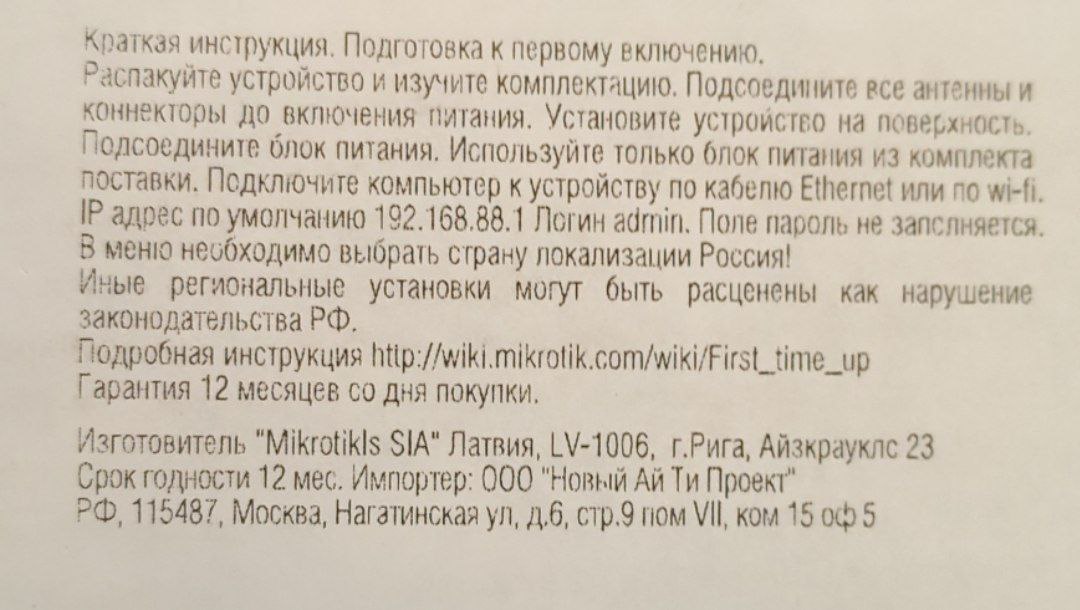 Краткая инструкция. Подготовка к первому включению.
Распакуйте устройство и изучите комплектацию. Подсоедините все антенны и
коннекторы до включения питания. Установите устройство на поверхность.
Подсоедините блок питания. Используйте только блок питания из комплекта
поставки. Подключите компьютер к устройству по кабелю Ethernet или по wi-fi.
IP адрес по умолчанию 192.168.88.1 Логин admin. Поле пароль не заполняется.
В меню необходимо выбрать страну локализации Россия!
Иные региональные установки могут быть расценены как нарушение
законодательства РФ.
Подробная инструкция http://wiki.mikrotik.com/wiki/First_time_up
Гарантия 12 месяцев со дня покупки.
Изготовитель "Mikrotikls SIA" Латвия, LV-1006, г.Рига, Айзкрауклс 23
Срок годности 12 мес. Импортер: ООО "Новый Ай Ти Проект"
РФ, 115487, Москва, Нагатинская ул, д.6, стр.9 пом VII, ком 15 оф 5